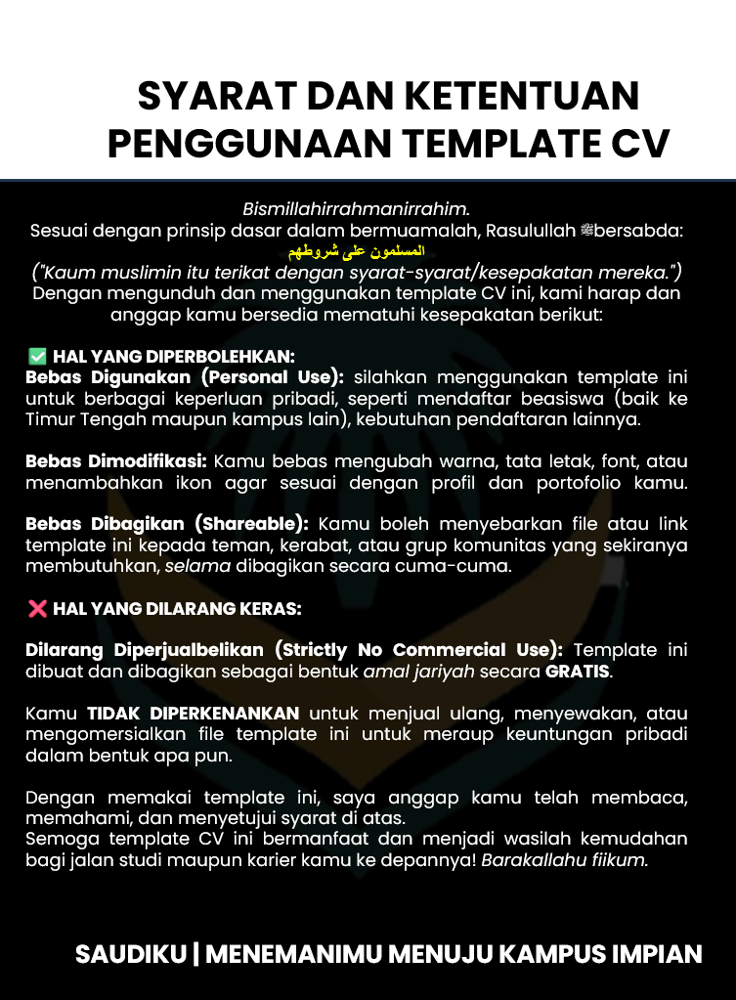 SYARAT DAN KETENTUAN
PENGGUNAAN TEMPLATE CV
Bismillahirrahmanirrahim.
Sesuai dengan prinsip dasar dalam bermuamalah, Rasulullah ﷺbersabda:
المسلمون على شروطهم
("Kaum muslimin itu terikat dengan syarat-syarat/kesepakatan mereka.")
Dengan mengunduh dan menggunakan template CV ini, kami harap dan
anggap kamu bersedia mematuhi kesepakatan berikut:
✅ HAL YANG DIPERBOLEHKAN:
Bebas Digunakan (Personal Use): silahkan menggunakan template ini
untuk berbagai keperluan pribadi, seperti mendaftar beasiswa (baik ke
Timur Tengah maupun kampus lain), kebutuhan pendaftaran lainnya.
Bebas Dimodifikasi: Kamu bebas mengubah warna, tata letak, font, atau
menambahkan ikon agar sesuai dengan profil dan portofolio kamu.
Bebas Dibagikan (Shareable): Kamu boleh menyebarkan file atau link
template ini kepada teman, kerabat, atau grup komunitas yang sekiranya
membutuhkan, selama dibagikan secara cuma-cuma.
❌ HAL YANG DILARANG KERAS:
Dilarang Diperjualbelikan (Strictly No Commercial Use): Template ini
dibuat dan dibagikan sebagai bentuk amal jariyah secara GRATIS.
Kamu TIDAK DIPERKENANKAN untuk menjual ulang, menyewakan, atau
mengomersialkan file template ini untuk meraup keuntungan pribadi
dalam bentuk apa pun.
Dengan memakai template ini, saya anggap kamu telah membaca,
memahami, dan menyetujui syarat di atas.
Semoga template CV ini bermanfaat dan menjadi wasilah kemudahan
bagi jalan studi maupun karier kamu ke depannya! Barakallahu fiikum.
SAUDIKU | MENEMANIMU MENUJU KAMPUS IMPIAN